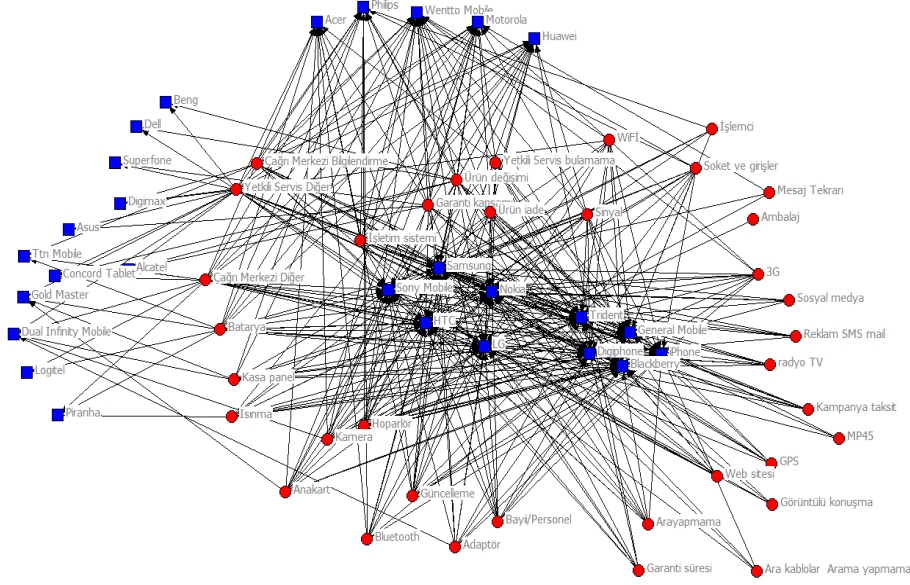 Philips
Wentto Mobile
Acer
Motorola
Huawei
Beng
Dell
İşlemci
WiFİ
Superfone
Çağrı Merkezi Bilgilendirme
Yetkili Servis bulamama
Soket ve girişler
Ürün değişimi
Yetkili Servis Diğer
Mesaj Tekrarı
Digimax
Garanti kapsamı
Ürün iade
Sinyal
Ambalaj
Asus
İşletim sistemi
Ttn Mobile
Alcatel
Samsung
Concord Tablet
Çağrı Merkezi Diğer
3G
Sony Mobile
Nokia
Gold Master
Sosyal medya
Trident
HTC
Batarya
General Mobile
Dual Infinity Mobile
Reklam SMS mail
LG
Digiphone
iPhone
Blackberry
radyo TV
Logitel
Kasa panel
Kampanya taksit
Piranha
Isınma
Hoparlör
Kamera
MP45
GPS
Web sitesi
Anakart
Güncelleme
Görüntülü konuşma
Bayi/Personel
Arayapmama
Bluetooth
Adaptör
Garanti süresi
Ara kablolar Arama yapmama